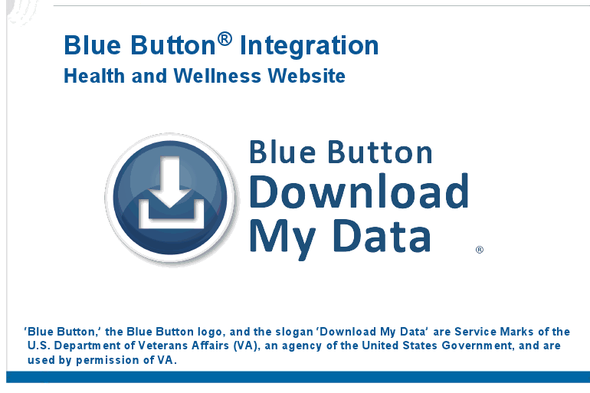 Blue Button® Integration
Health and Wellness Website
Blue Button
Download
My Data ®
'Blue Button,' the Blue Button logo, and the slogan 'Download My Data' are Service Marks of the
U.S. Department of Veterans Affairs (VA), an agency of the United States Government, and are
used by permission of VA.